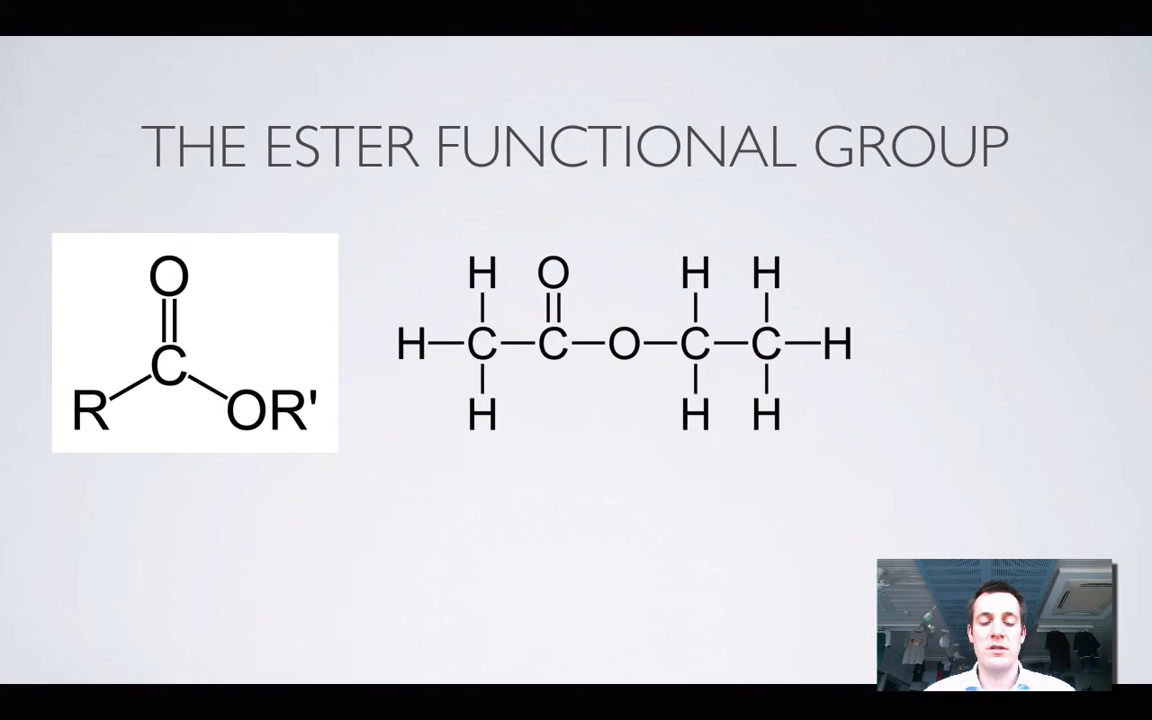 THE ESTER FUNCTIONAL GROUP
O
C
R OR'
H O H H
H C C O C C H
H H H